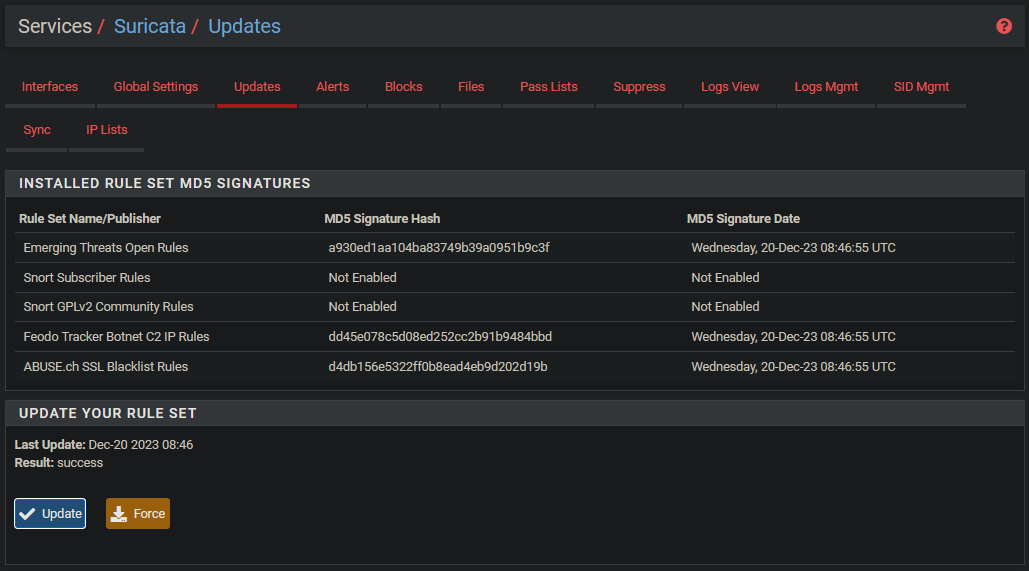 Services / Suricata / Updates
?
Interfaces Global Settings Updates Alerts Blocks Files Pass Lists Suppress Logs View Logs Mgmt SID Mgmt
Sync IP Lists
INSTALLED RULE SET MD5 SIGNATURES
Rule Set Name/Publisher MD5 Signature Hash MD5 Signature Date
Emerging Threats Open Rules a930ed1aa104ba83749b39a0951b9c3f Wednesday, 20-Dec-23 08:46:55 UTC
Snort Subscriber Rules Not Enabled Not Enabled
Snort GPLv2 Community Rules Not Enabled Not Enabled
Feodo Tracker Botnet C2 IP Rules dd45e078c5d08ed252cc2b91b9484bbd Wednesday, 20-Dec-23 08:46:55 UTC
ABUSE.ch SSL Blacklist Rules d4db156e5322ff0b8ead4eb9d202d19b Wednesday, 20-Dec-23 08:46:55 UTC
UPDATE YOUR RULE SET
Last Update: Dec-20 2023 08:46
Result: success
Update Force